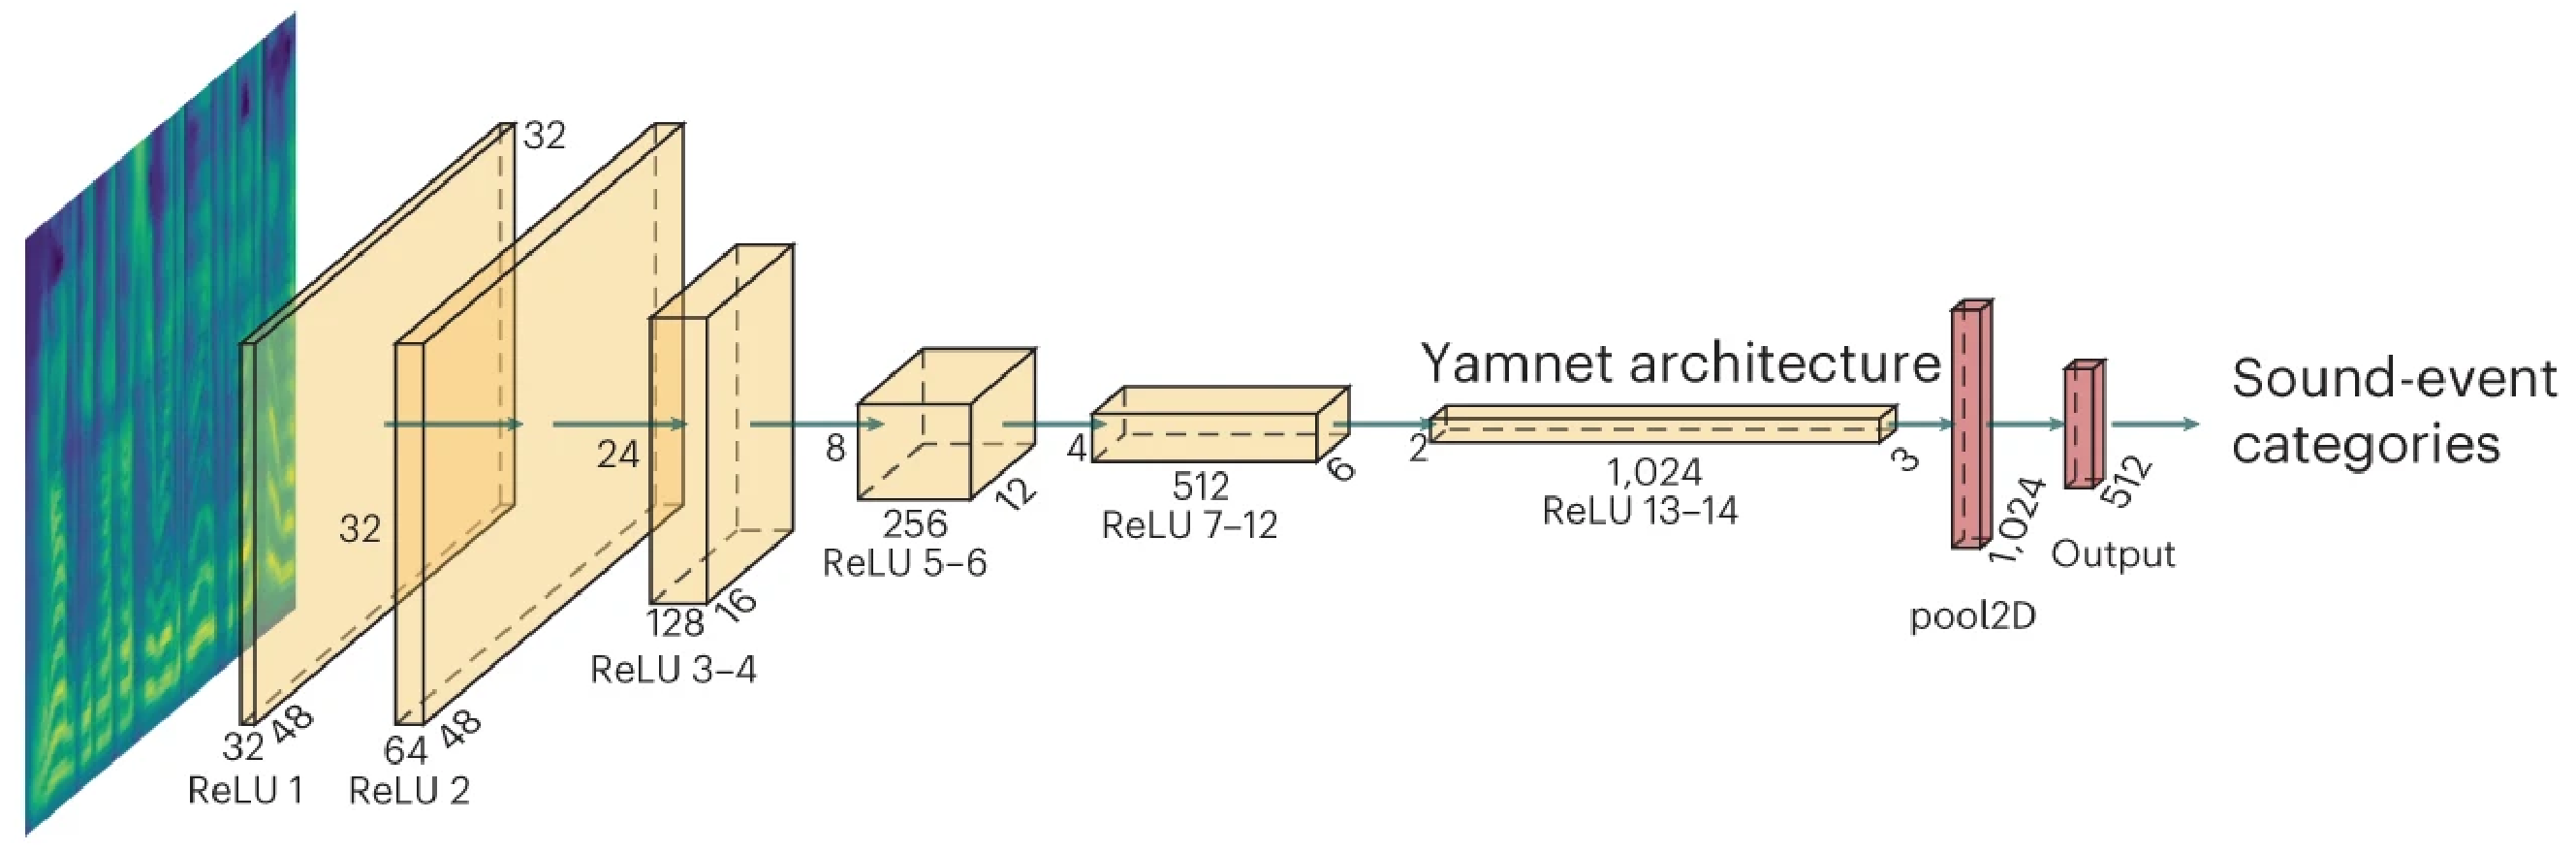 32
32
48
32
ReLU 1
64
48
ReLU 2
24
128
16
ReLU 3–4
8
256
12
ReLU 5–6
4
512
6
ReLU 7–12
Yamnet architecture
2
1,024
3
ReLU 13–14
1,024
pool2D
512
Output
Sound-event
categories